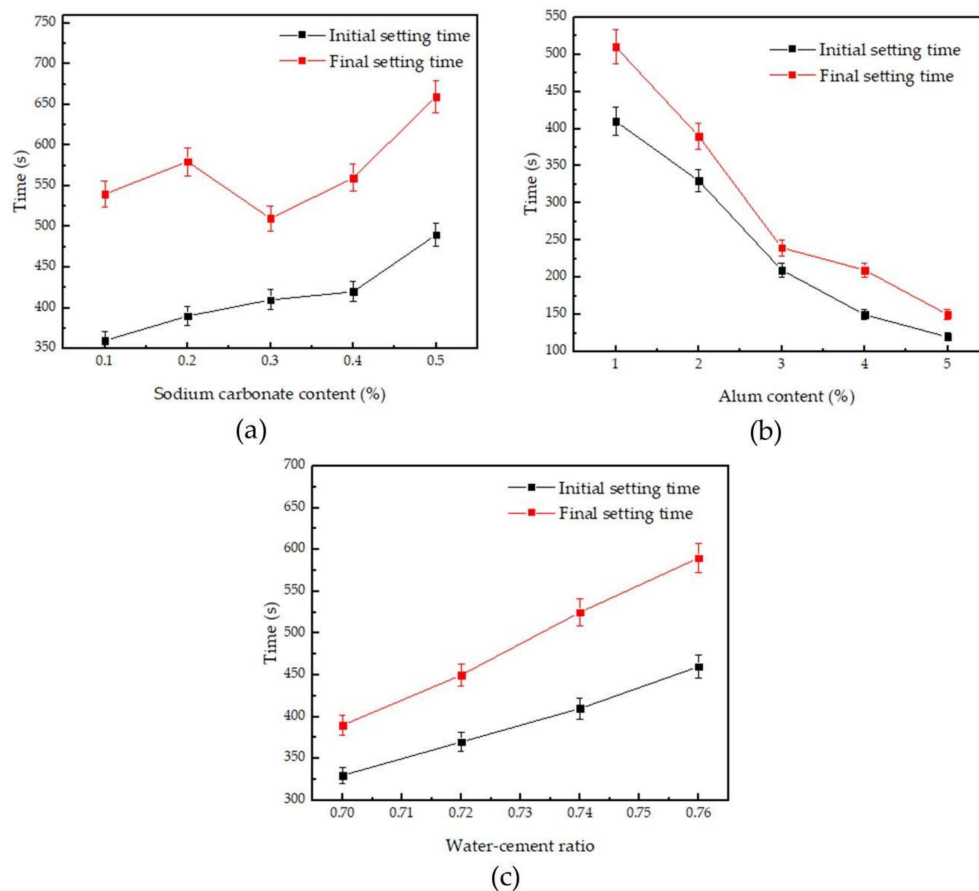 750
700
650
600
550
500
450
400
350
Time (s)
Initial setting time
Final setting time
0.1 0.2 0.3 0.4 0.5
Sodium carbonate content (%)
(a)
550
500
450
400
350
300
250
200
150
100
Time (s)
Initial setting time
Final setting time
1 2 3 4 5
Alum content (%)
(b)
700
650
600
550
500
450
400
350
300
Time (s)
Initial setting time
Final setting time
0.70 0.71 0.72 0.73 0.74 0.75 0.76
Water-cement ratio
(c)